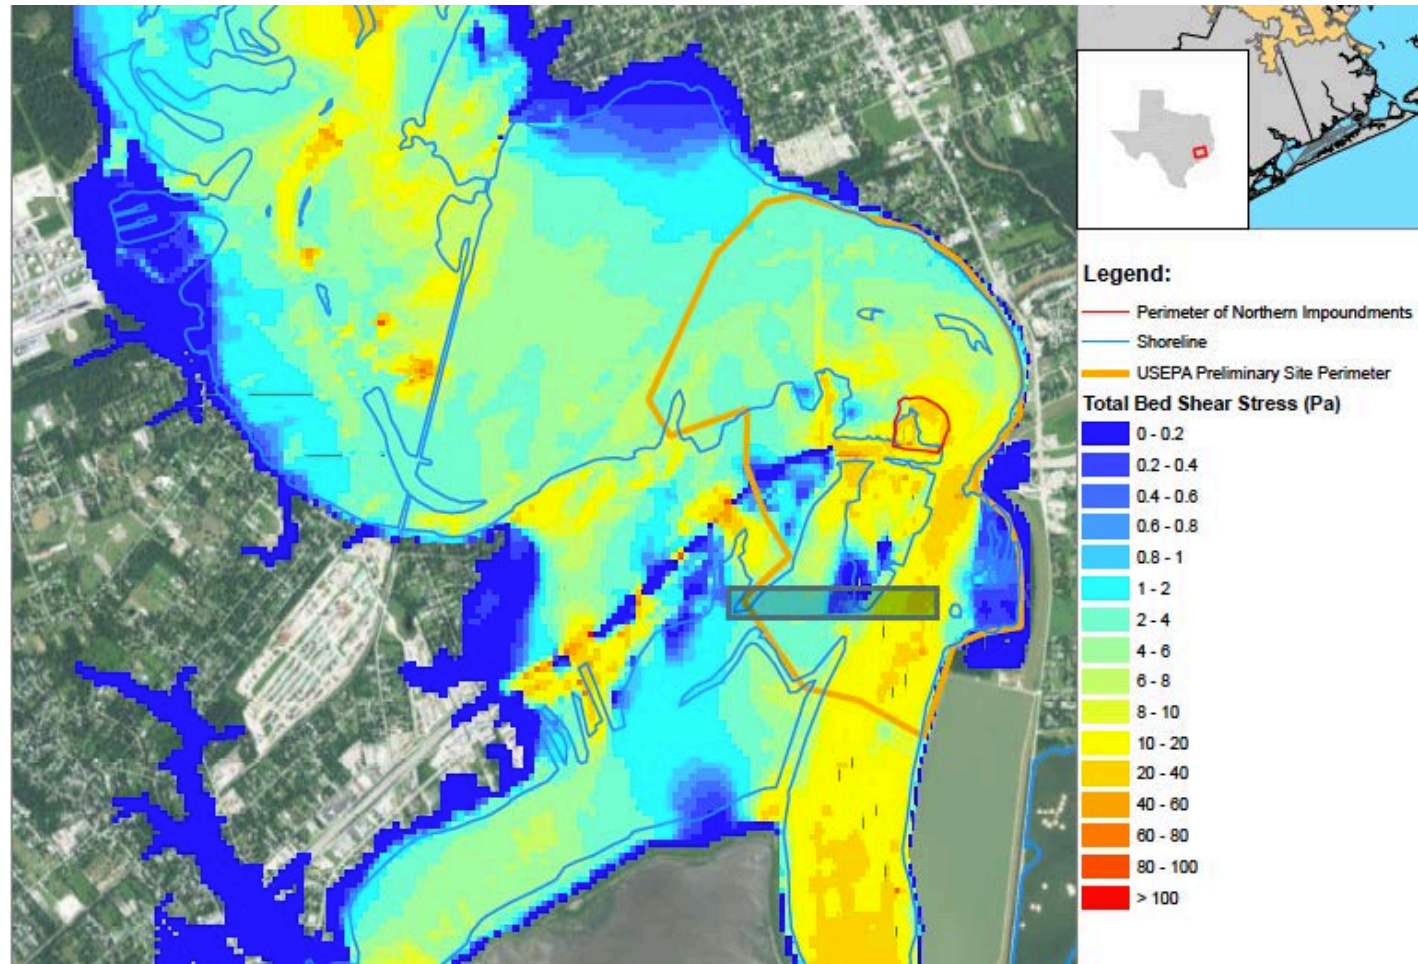 Legend:
Perimeter of Northern Impoundments
Shoreline
USEPA Preliminary Site Perimeter
Total Bed Shear Stress (Pa)
0 - 0.2
0.2 - 0.4
0.4 - 0.6
0.6 - 0.8
0.8 - 1
1 - 2
2 - 4
4 - 6
6 - 8
8 - 10
10 - 20
20 - 40
40 - 60
60 - 80
80 - 100
> 100